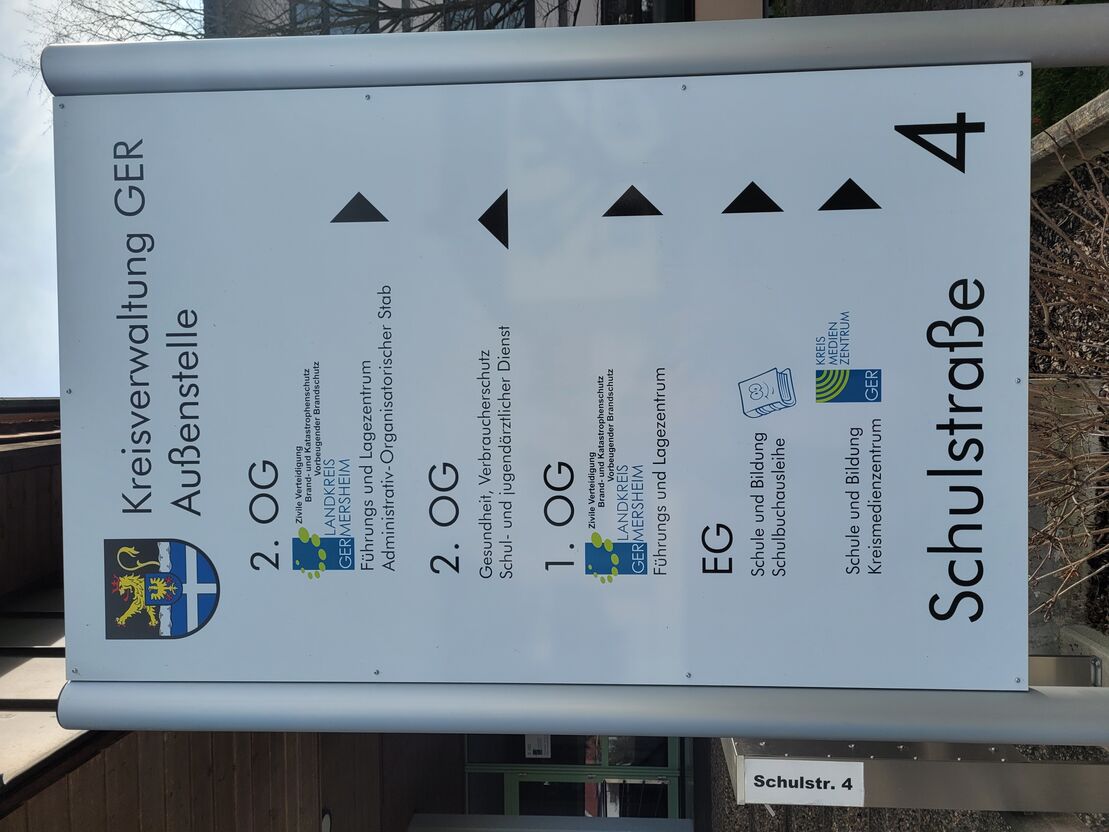 Kreisverwaltung GER
Außenstelle
2. OG
Zivile Verteidigung
Brand- und Katastrophenschutz
Vorbeugender Brandschutz
LANDKREIS
GERMERSHEIM
Führungs und Lagezentrum
Administrativ-Organisatorischer Stab
2. OG
Gesundheit, Verbraucherschutz
Schul- und jugendärztlicher Dienst
1. OG
Zivile Verteidigung
Brand- und Katastrophenschutz
Vorbeugender Brandschutz
LANDKREIS
GERMERSHEIM
Führungs und Lagezentrum
EG
Schule und Bildung
Schulbuchausleihe
Schule und Bildung
Kreismedienzentrum
GER
KREIS
MEDIEN
ZENTRUM
Schulstraße 4
Schulstr. 4